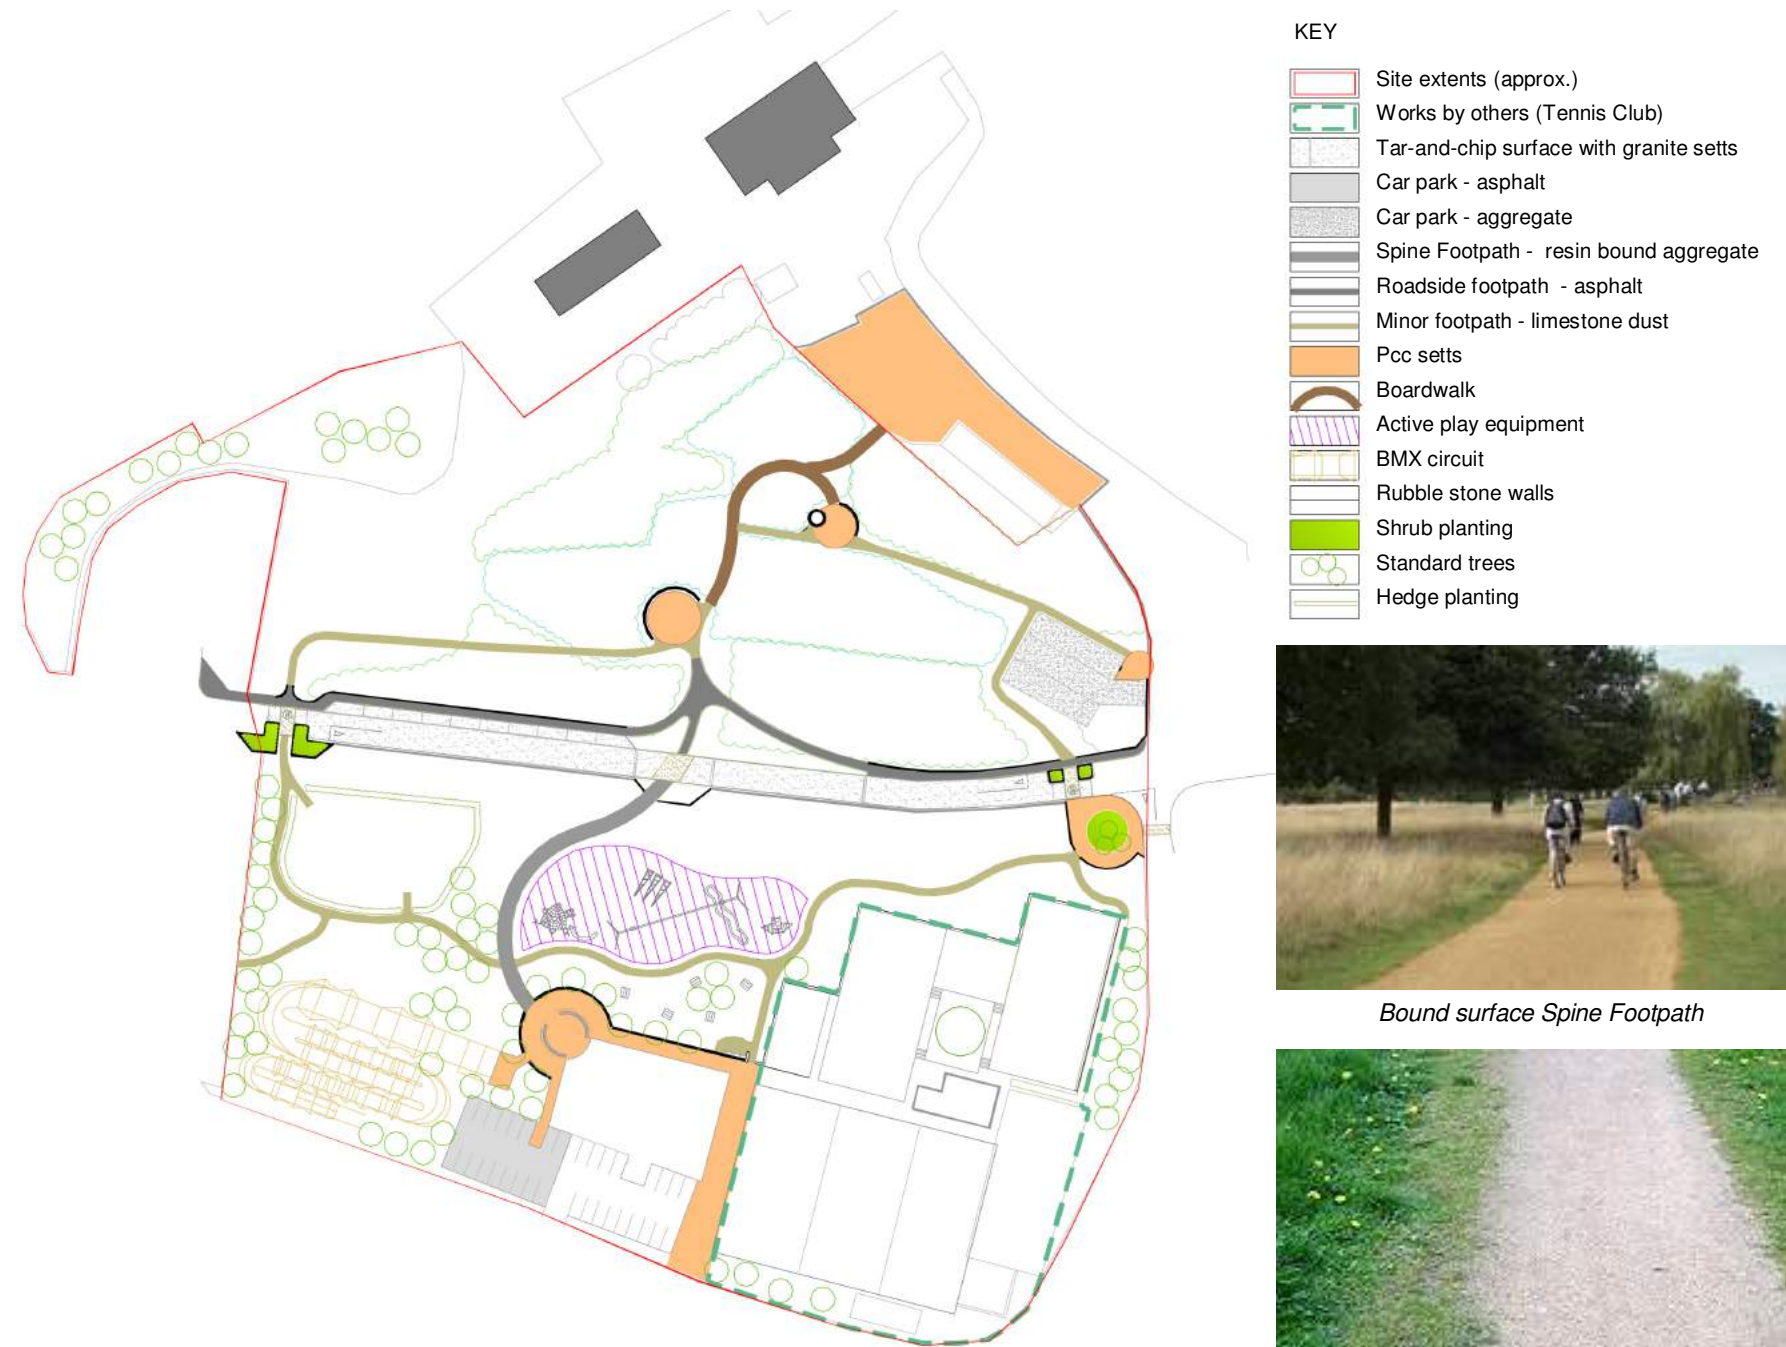 KEY
Site extents (approx.)
Works by others (Tennis Club)
Tar-and-chip surface with granite setts
Car park - asphalt
Car park - aggregate
Spine Footpath - resin bound aggregate
Roadside footpath - asphalt
Minor footpath - limestone dust
Pcc setts
Boardwalk
Active play equipment
BMX circuit
Rubble stone walls
Shrub planting
Standard trees
Hedge planting
Bound surface Spine Footpath